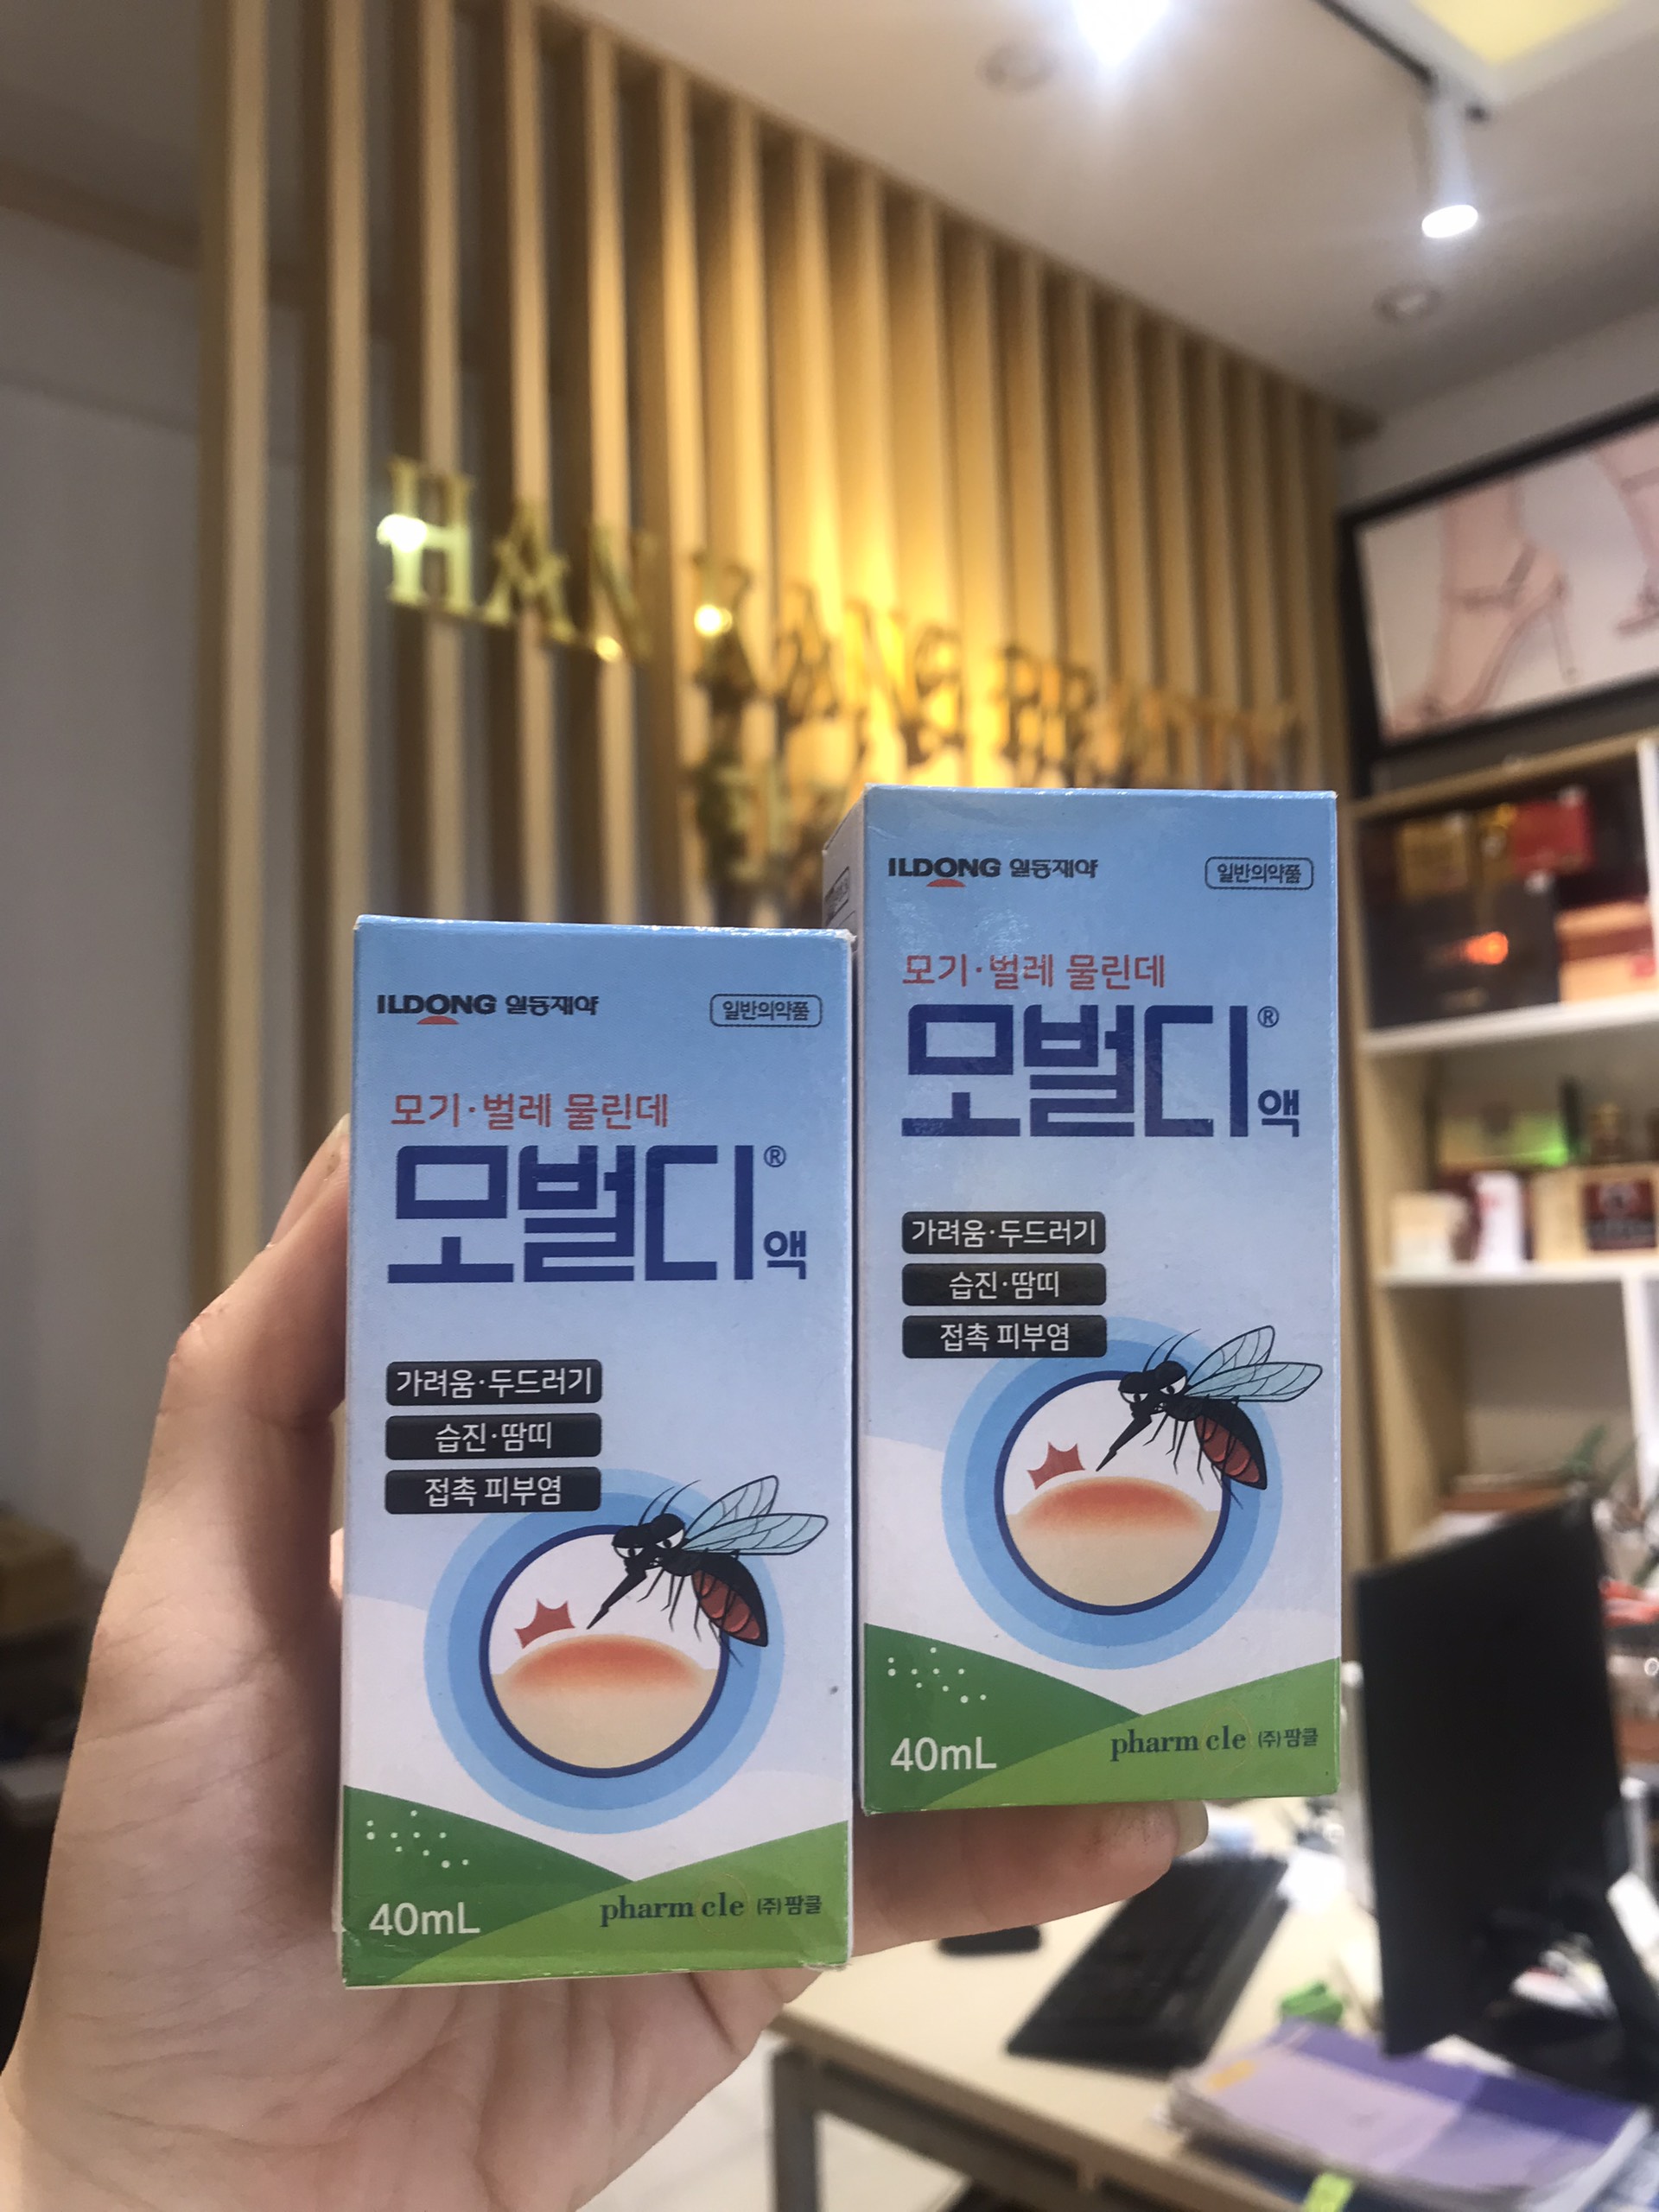 HAN KANG BEAUTY
ILDONG 일동제약
일반의약품
모기·벌레 물린데
모벌디®액
가려움·두드러기
습진·땀띠
접촉 피부염
40mL
pharm cle (주)팜클
ILDONG 일동제약
일반의약품
모기·벌레 물린데
모벌디®액
가려움·두드러기
습진·땀띠
접촉 피부염
40mL
pharm cle (주)팜클